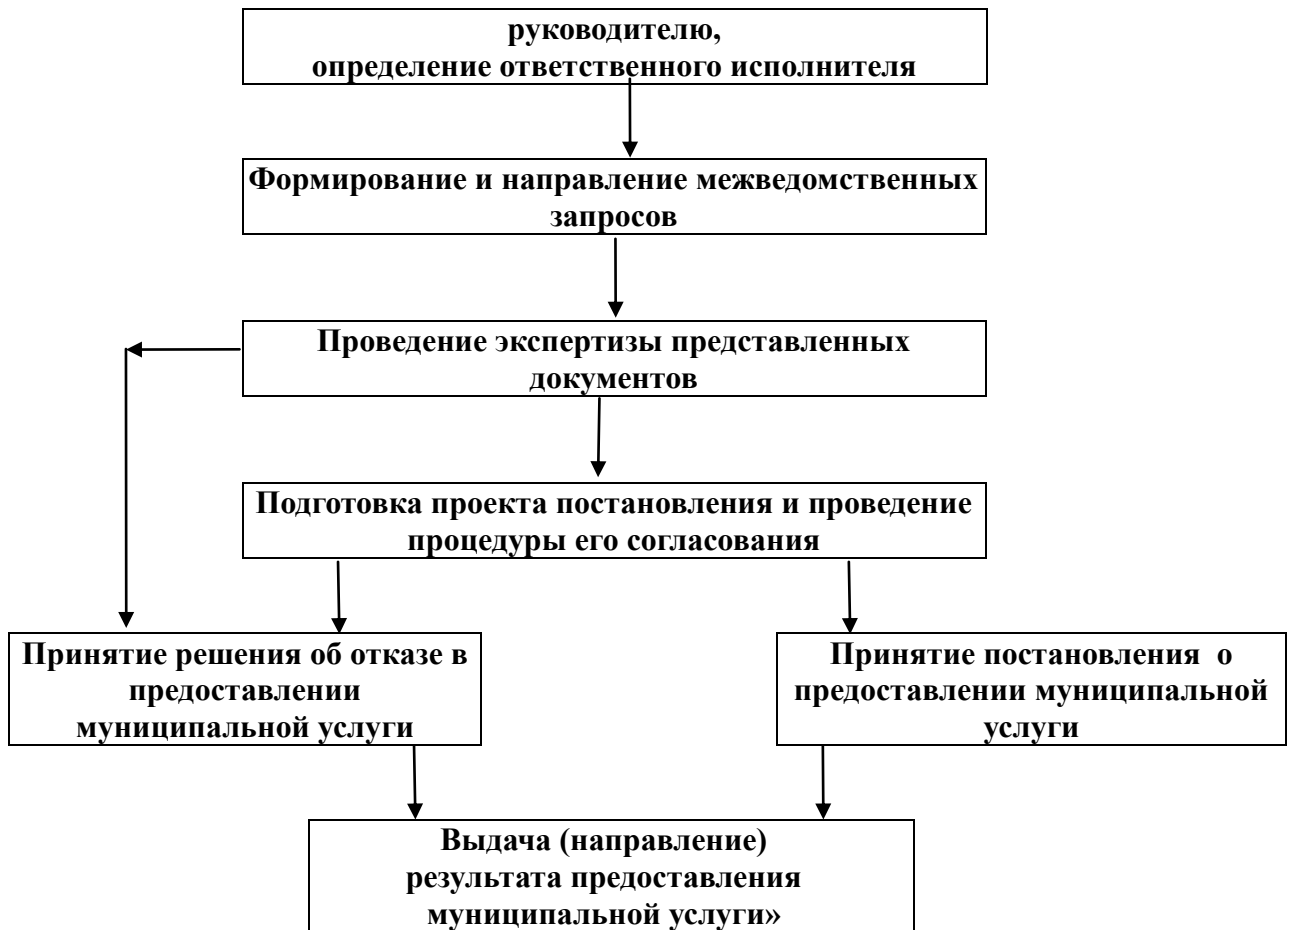 руководителю,
определение ответственного исполнителя
Формирование и направление межведомственных
запросов
Проведение экспертизы представленных
документов
Подготовка проекта постановления и проведение
процедуры его согласования
Принятие решения об отказе в
предоставлении
муниципальной услуги
Принятие постановления  о
предоставлении муниципальной
услуги
Выдача (направление)
результата предоставления
муниципальной услуги»